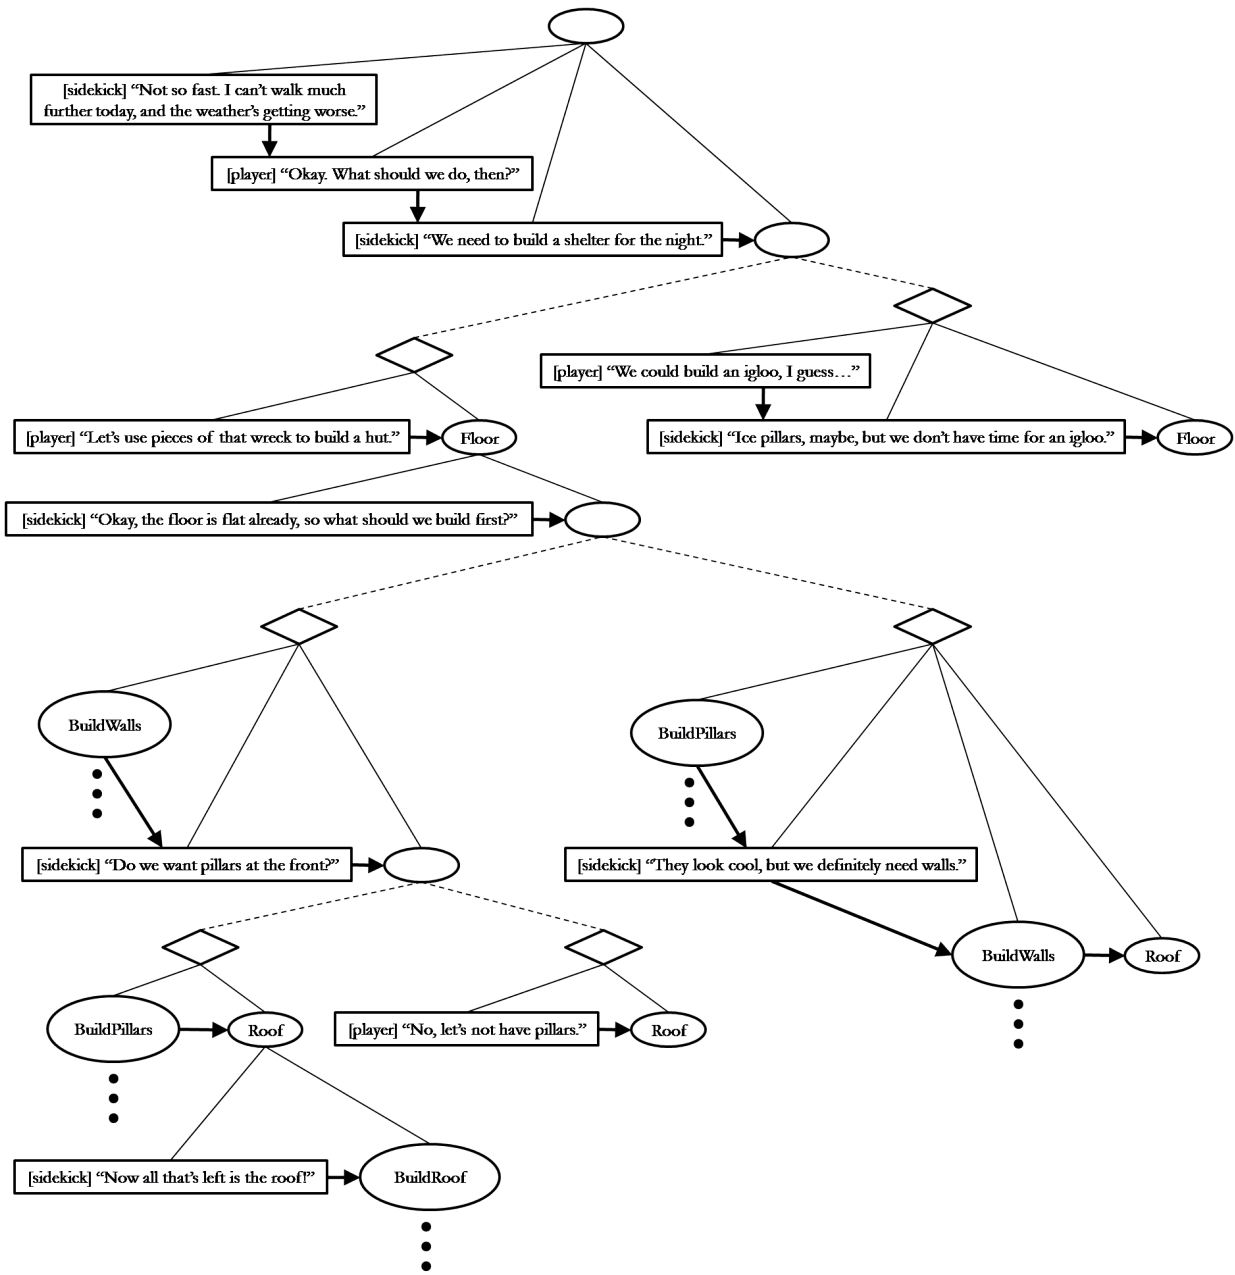 [sidekick] “Not so fast. I can’t walk much
further today, and the weather’s getting worse.”
[player] “Okay. What should we do, then?”
[sidekick] “We need to build a shelter for the night.”
[player] “We could build an igloo, I guess…”
[player] “Let’s use pieces of that wreck to build a hut.”
Floor
[sidekick] “Ice pillars, maybe, but we don’t have time for an igloo.”
Floor
[sidekick] “Okay, the floor is flat already, so what should we build first?”
BuildWalls
BuildPillars
[sidekick] “Do we want pillars at the front?”
[sidekick] “They look cool, but we definitely need walls.”
BuildWalls
Roof
BuildPillars
Roof
[player] “No, let’s not have pillars.”
Roof
[sidekick] “Now all that’s left is the roof!”
BuildRoof